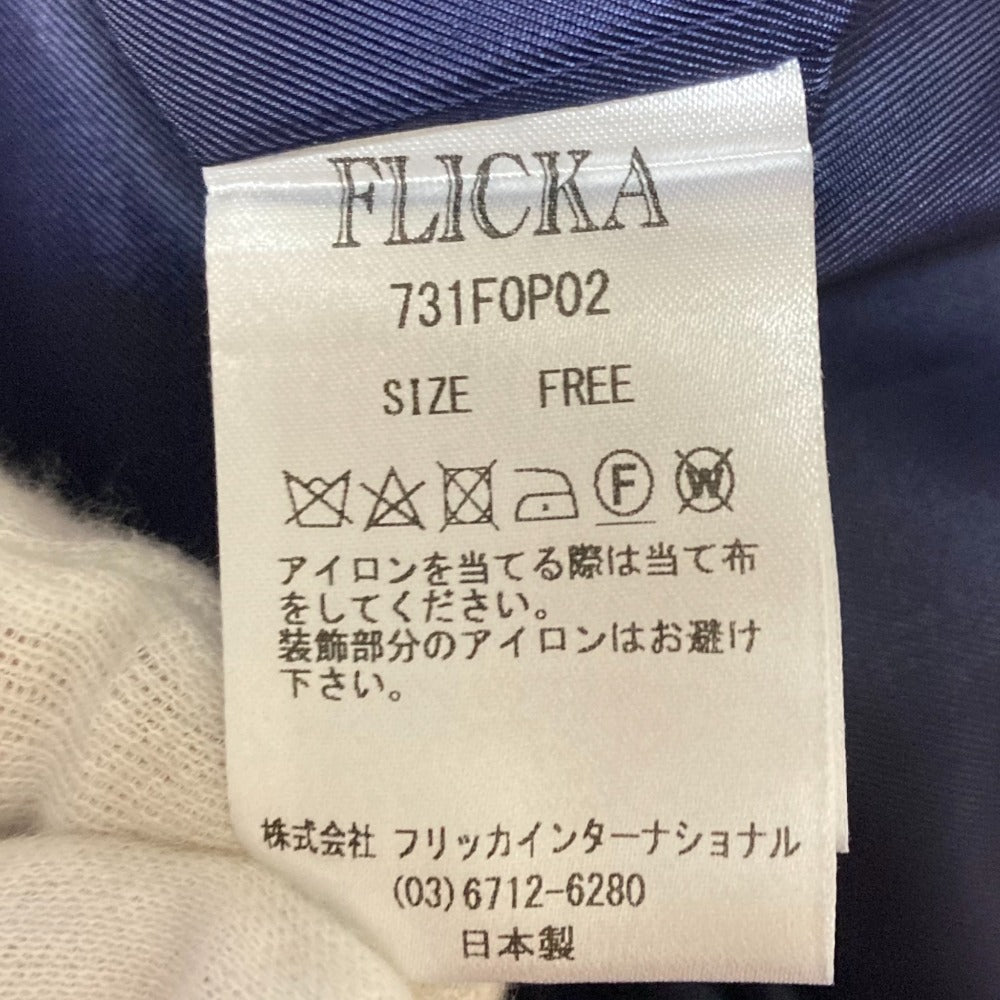 FLICKA
731F0P02
SIZE FREE
F W
アイロンを当てる際は当て布
をしてください。
装飾部分のアイロンはお避け
下さい。
株式会社 フリッカインターナショナル
(03)6712-6280
日本製